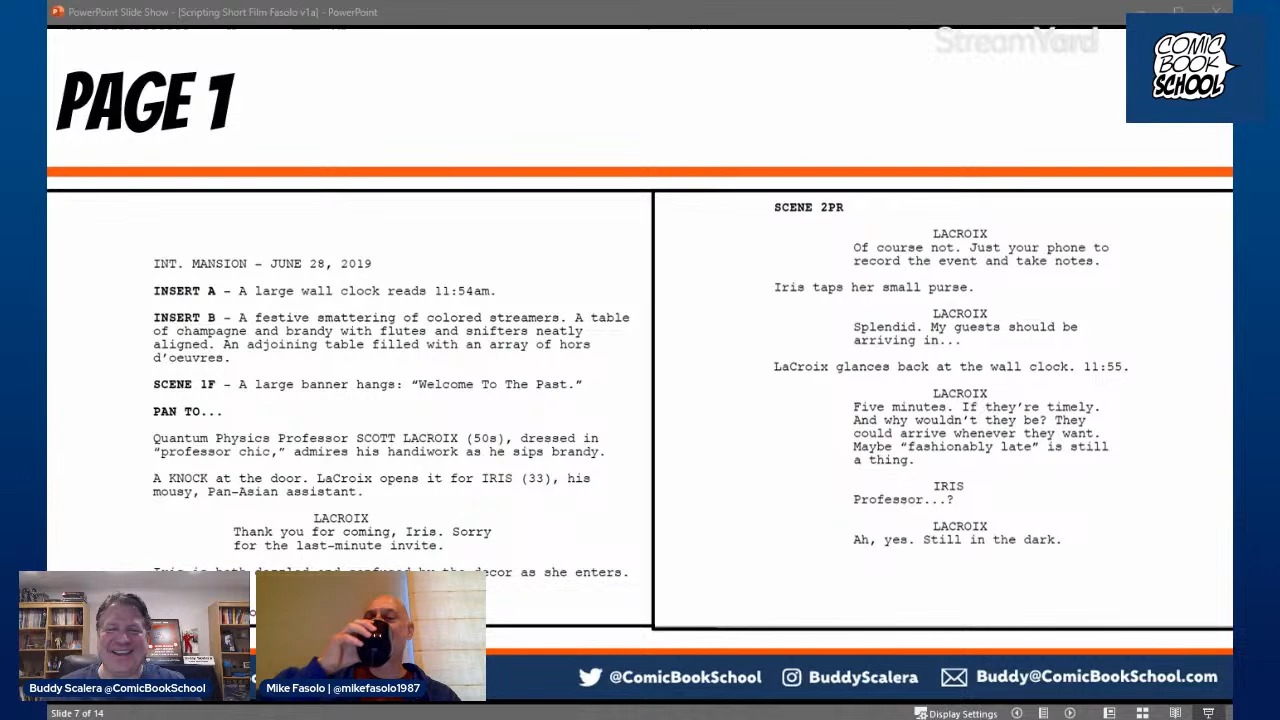 PowerPoint Slide Show - [Scripting Short Film Fasolo v1a] - PowerPoint
StreamYard
COMIC
BOOK
SCHOOL
PAGE 1
INT. MANSION – JUNE 28, 2019
INSERT A – A large wall clock reads 11:54am.
INSERT B – A festive smattering of colored streamers. A table
of champagne and brandy with flutes and snifters neatly
aligned. An adjoining table filled with an array of hors
d’oeuvres.
SCENE 1F – A large banner hangs: “Welcome To The Past.”
PAN TO...
Quantum Physics Professor SCOTT LACROIX (50s), dressed in
“professor chic,” admires his handiwork as he sips brandy.
A KNOCK at the door. LaCroix opens it for IRIS (33), his
mousy, Pan-Asian assistant.
LACROIX
Thank you for coming, Iris. Sorry
for the last-minute invite.
Iris is both dazzled and confused by the decor as she enters.
SCENE 2PR
LACROIX
Of course not. Just your phone to
record the event and take notes.
Iris taps her small purse.
LACROIX
Splendid. My guests should be
arriving in...
LaCroix glances back at the wall clock. 11:55.
LACROIX
Five minutes. If they’re timely.
And why wouldn’t they be? They
could arrive whenever they want.
Maybe “fashionably late” is still
a thing.
IRIS
Professor...?
LACROIX
Ah, yes. Still in the dark.
Buddy Scalera @ComicBookSchool
Mike Fasolo | @mikefasolo1987
@ComicBookSchool
BuddyScalera
Buddy@ComicBookSchool.com
Slide 7 of 14
Display Settings